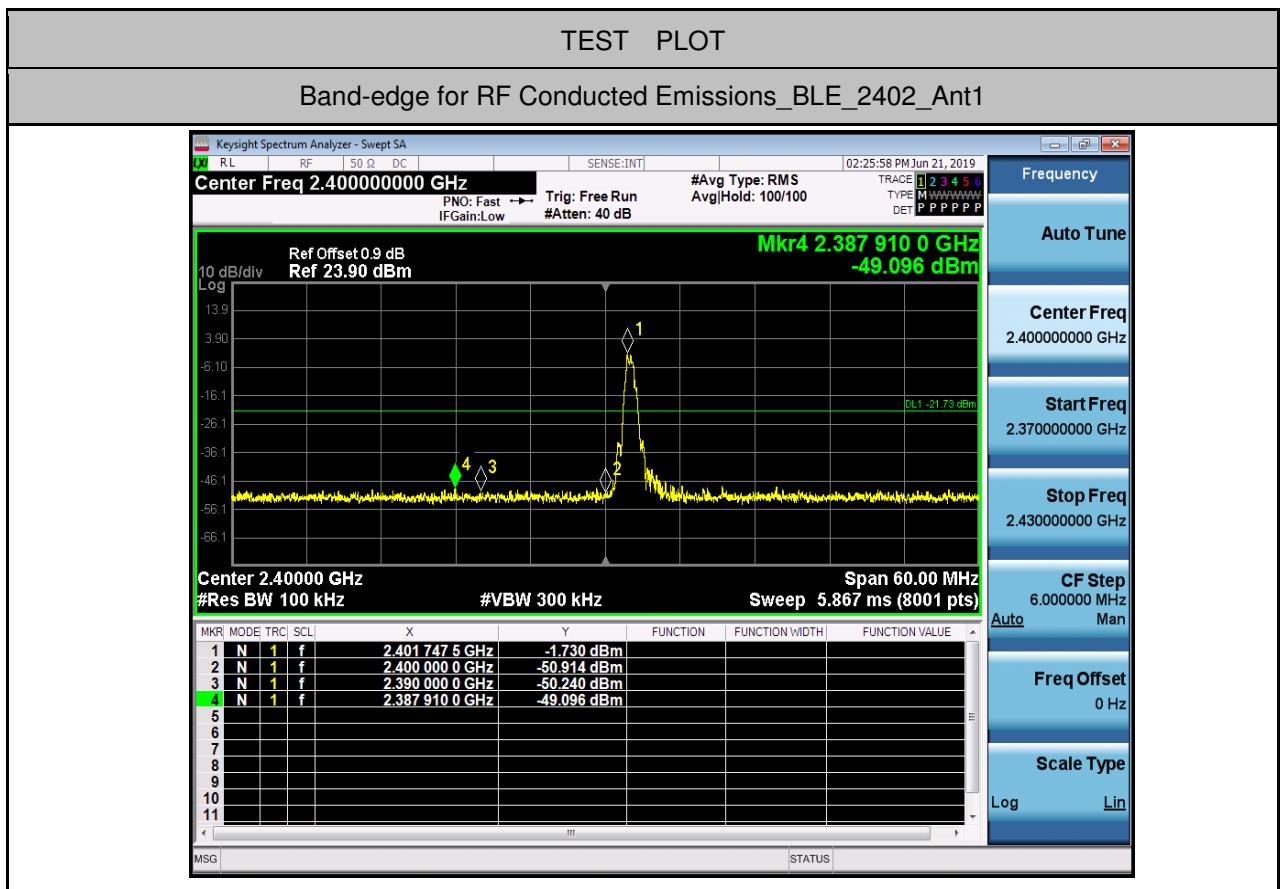 TEST PLOT
Band-edge for RF Conducted Emissions_BLE_2402_Ant1
Keysight Spectrum Analyzer - Swept SA
LXI RL RF 50 Ω DC SENSE:INT 02:25:58 PM Jun 21, 2019
Center Freq 2.400000000 GHz
PNO: Fast
IFGain:Low
Trig: Free Run
#Atten: 40 dB
#Avg Type: RMS
Avg|Hold: 100/100
TRACE 1 2 3 4 5 6
TYPE M WWWWW
DET P P P P P P
Mkr4 2.387 910 0 GHz
-49.096 dBm
Ref Offset 0.9 dB
10 dB/div Ref 23.90 dBm
Log
13.9
3.90
-6.10
-16.1
-26.1
-36.1
-46.1
-56.1
-66.1
1
DL1 -21.73 dBm
4
3
2
Center 2.40000 GHz Span 60.00 MHz
#Res BW 100 kHz #VBW 300 kHz Sweep 5.867 ms (8001 pts)
MKR MODE TRC SCL X Y FUNCTION FUNCTION WIDTH FUNCTION VALUE
1 N 1 f 2.401 747 5 GHz -1.730 dBm
2 N 1 f 2.400 000 0 GHz -50.914 dBm
3 N 1 f 2.390 000 0 GHz -50.240 dBm
4 N 1 f 2.387 910 0 GHz -49.096 dBm
5
6
7
8
9
10
11
MSG STATUS
Frequency
Auto Tune
Center Freq
2.400000000 GHz
Start Freq
2.370000000 GHz
Stop Freq
2.430000000 GHz
CF Step
6.000000 MHz
Auto Man
Freq Offset
0 Hz
Scale Type
Log Lin